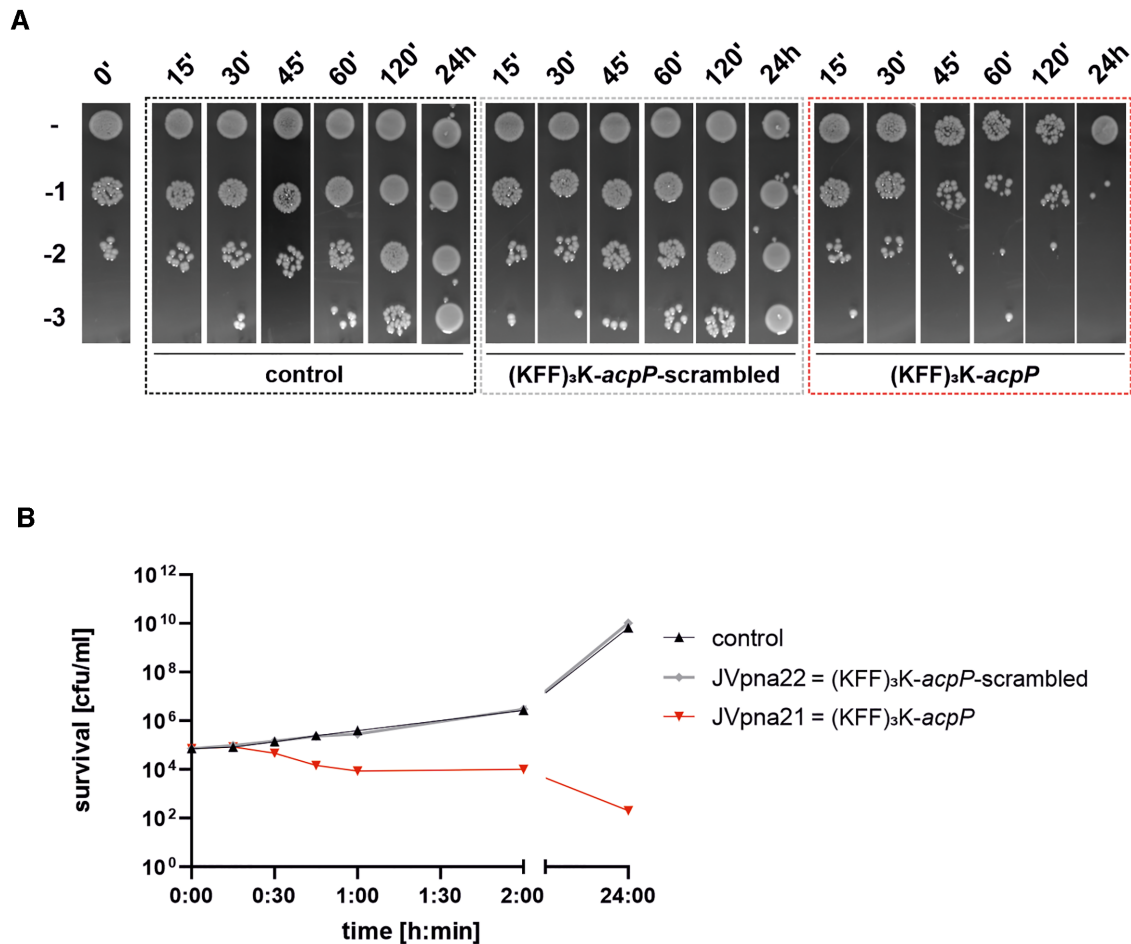 A
0' 15' 30' 45' 60' 120' 24h 15' 30' 45' 60' 120' 24h 15' 30' 45' 60' 120' 24h
-
-1
-2
-3
control (KFF)₃K-acpP-scrambled (KFF)₃K-acpP
B
survival [cfu/ml]
10¹²
10¹⁰
10⁸
10⁶
10⁴
10²
10⁰
0:00 0:30 1:00 1:30 2:00 24:00
time [h:min]
control
JVpna22 = (KFF)₃K-acpP-scrambled
JVpna21 = (KFF)₃K-acpP